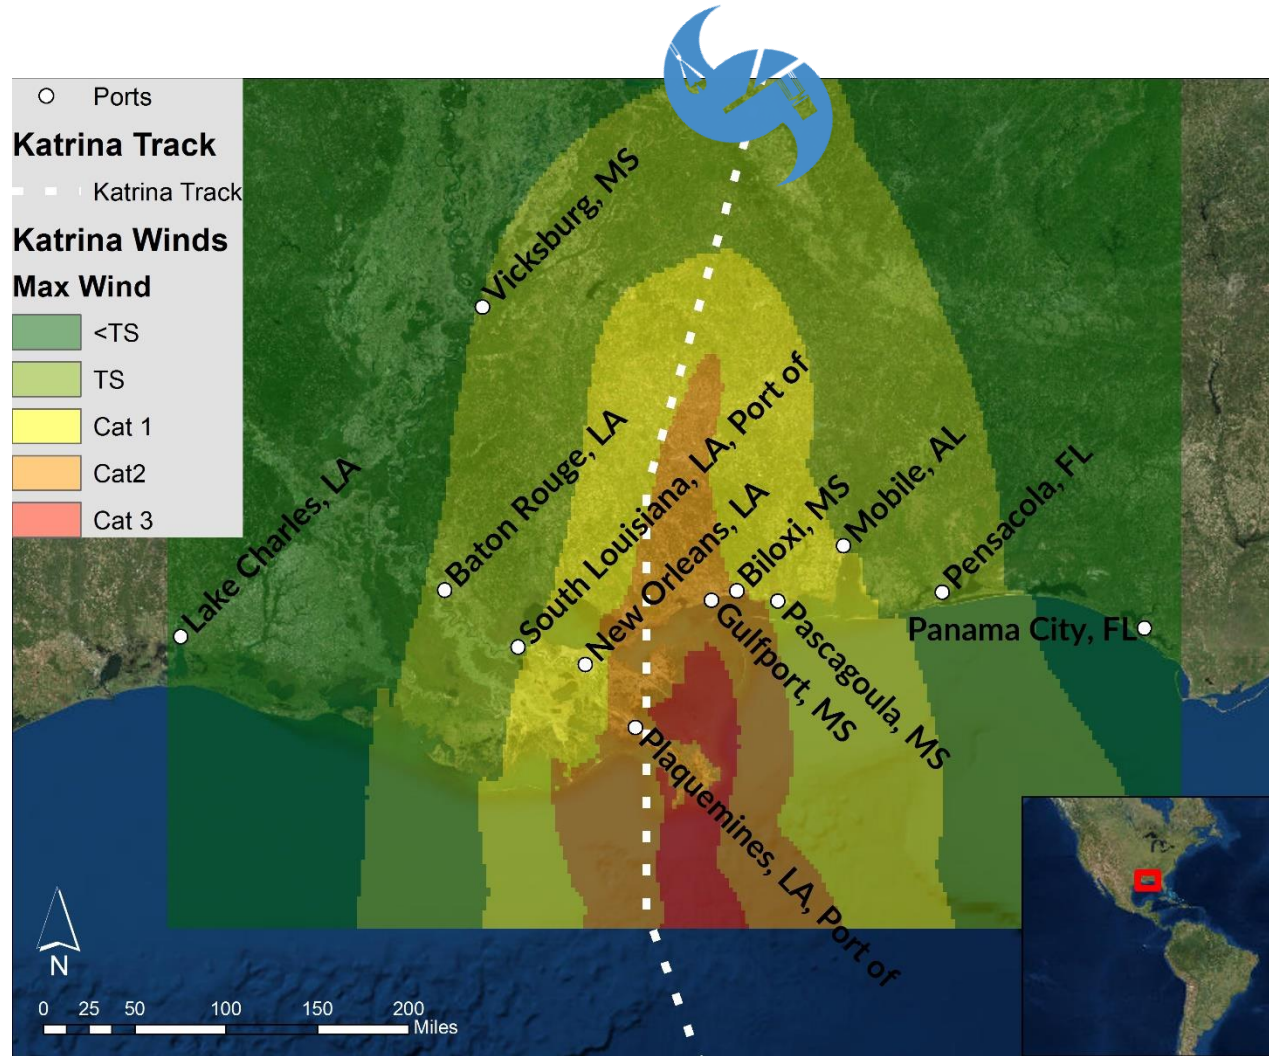 Ports
Katrina Track
Katrina Track
Katrina Winds
Max Wind
<TS
TS
Cat 1
Cat2
Cat 3
Vicksburg, MS
Lake Charles, LA
Baton Rouge, LA
South Louisiana, LA, Port of
New Orleans, LA
Biloxi, MS
Mobile, AL
Pensacola, FL
Panama City, FL
Gulfport, MS
Pascagoula, MS
Plaquemines, LA, Port of
N
0 25 50 100 150 200
Miles